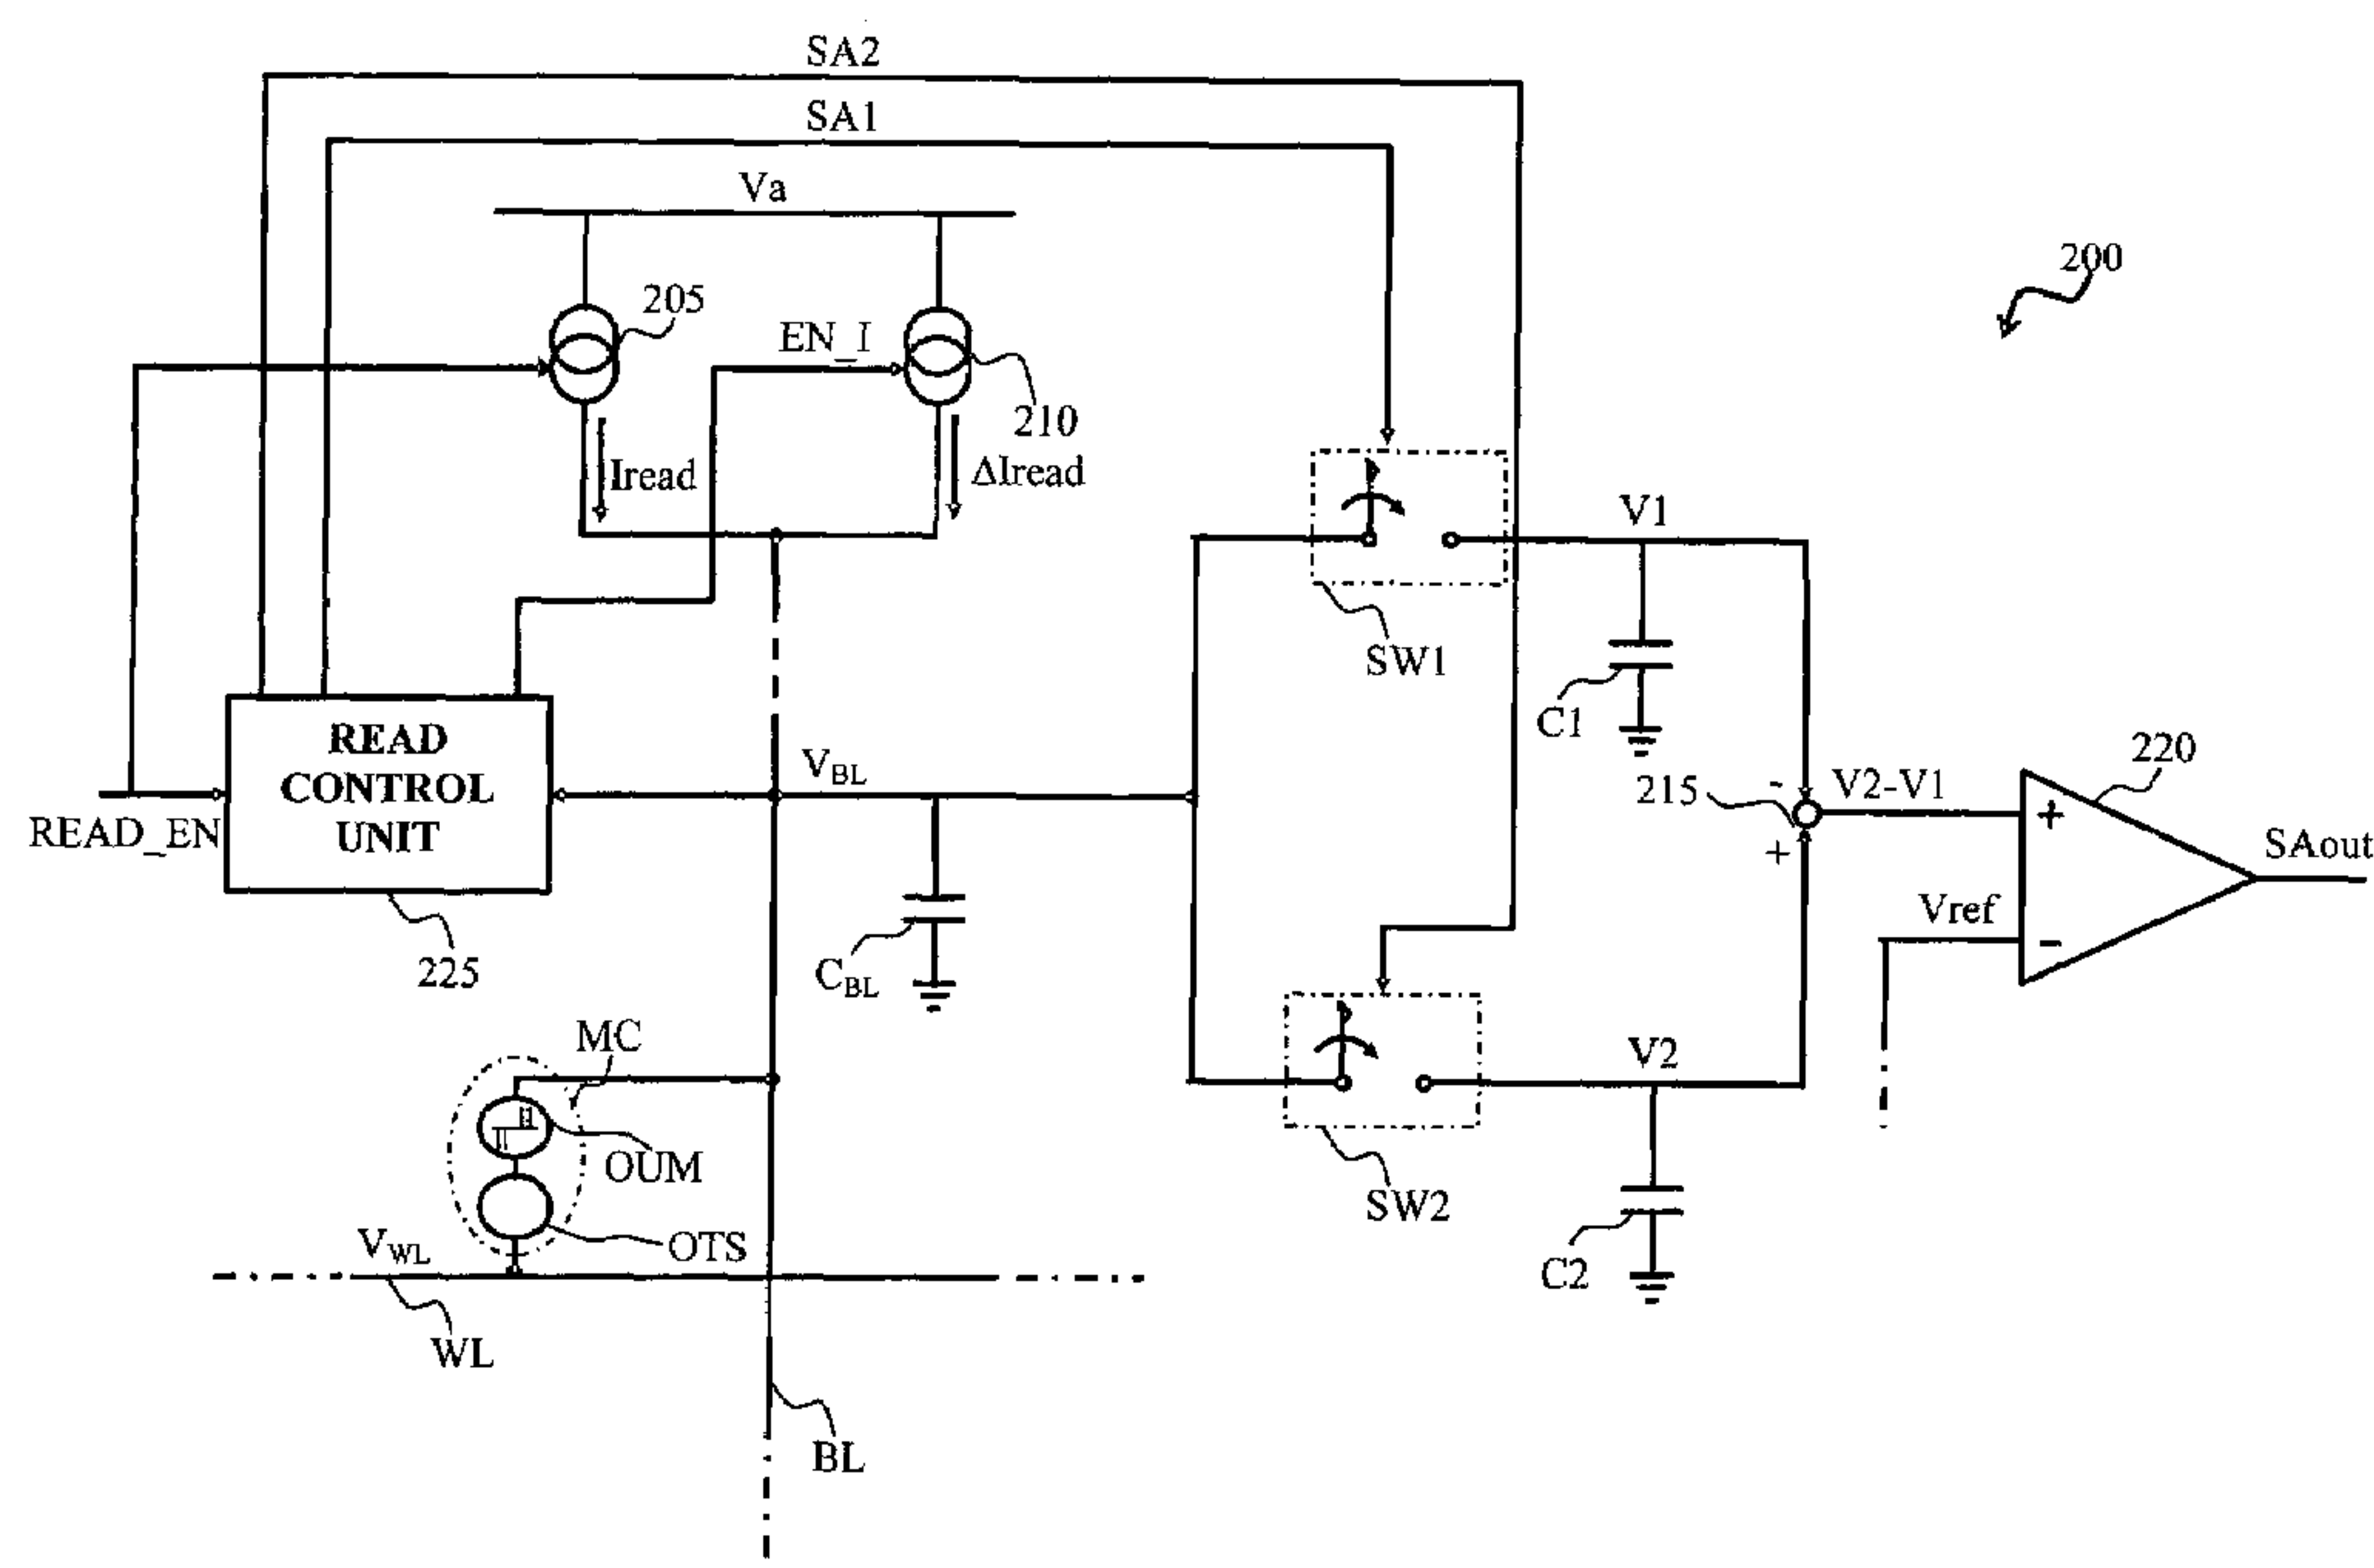 SA2
SA1
Va
200
205
EN_I
210
Iread
ΔIread
V1
SW1
C1
READ
CONTROL
UNIT
READ_EN
225
VBL
CBL
215
-
+
V2-V1
220
+
-
Vref
SAout
MC
OUM
OTS
VWL
WL
BL
V2
SW2
C2